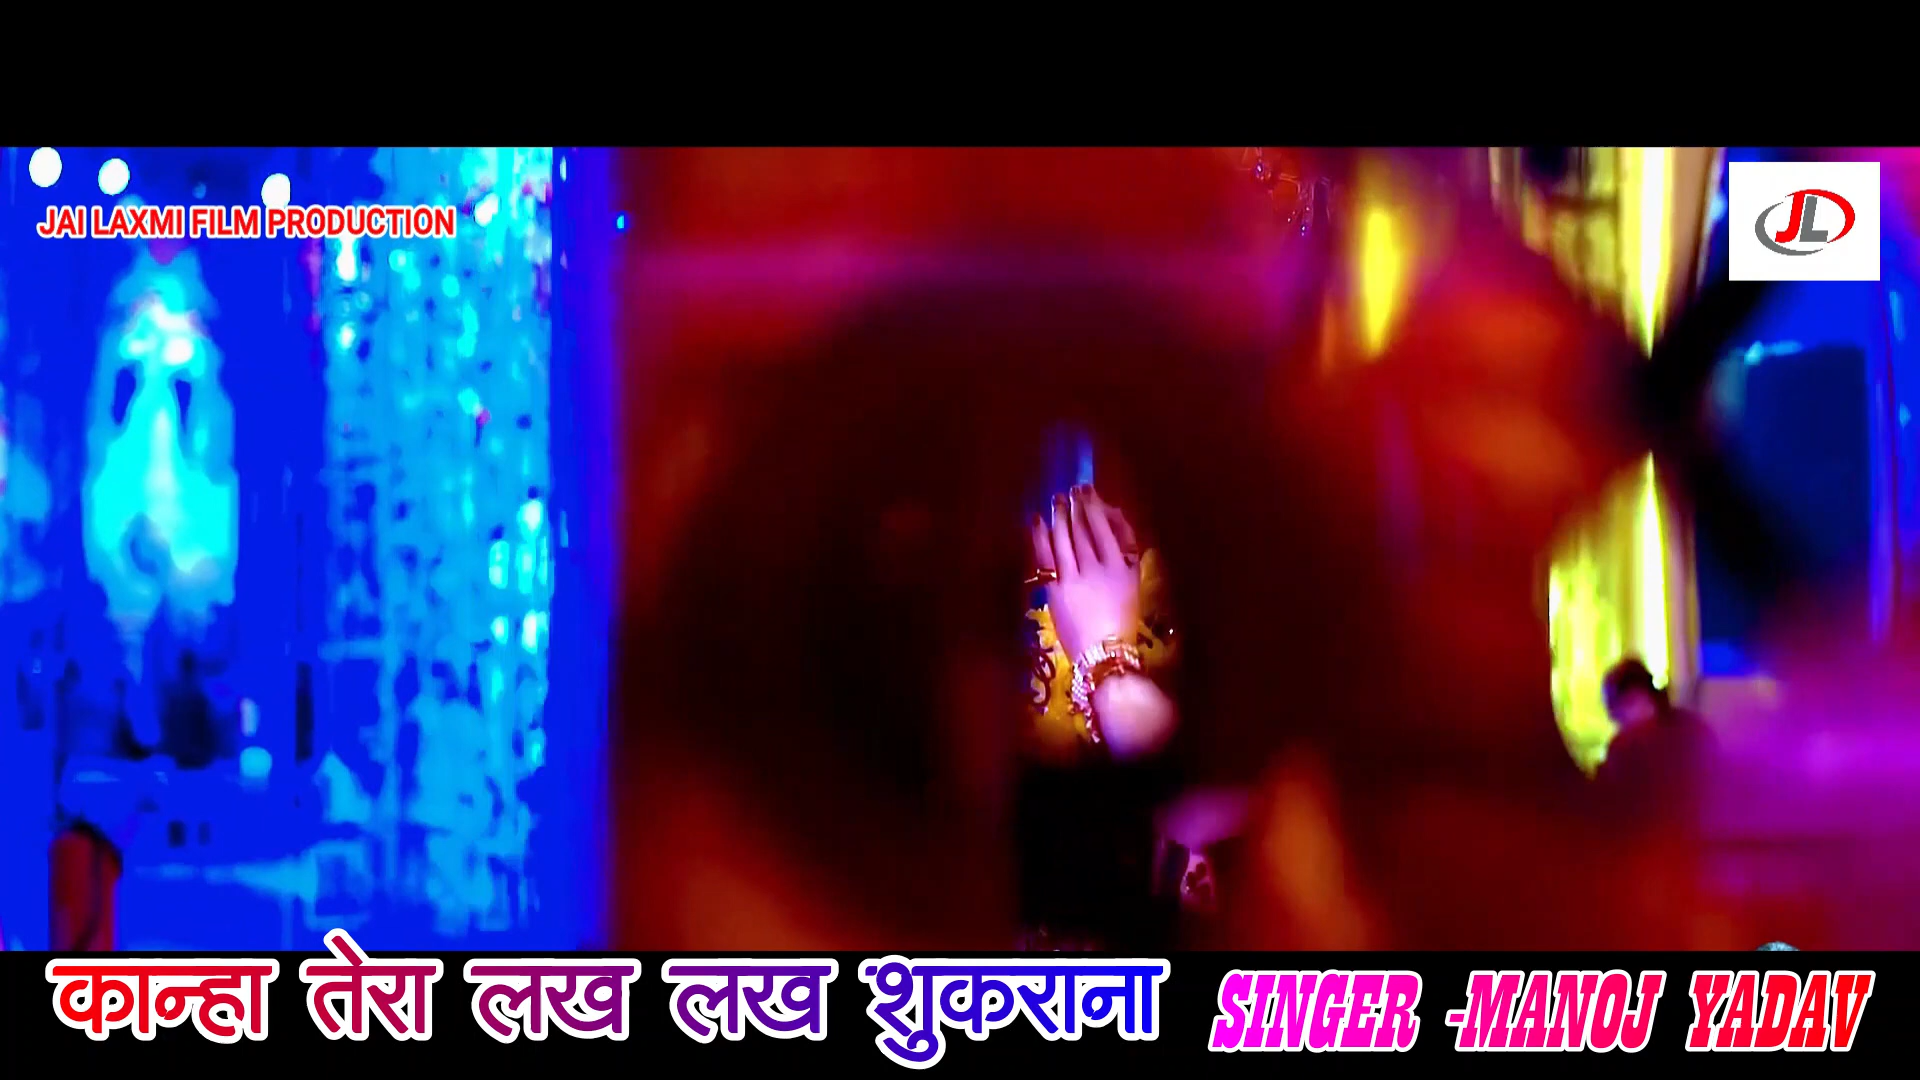 JAI LAXMI FILM PRODUCTION
JL
कान्हा तेरा लख लख शुकराना SINGER -MANOJ YADAV